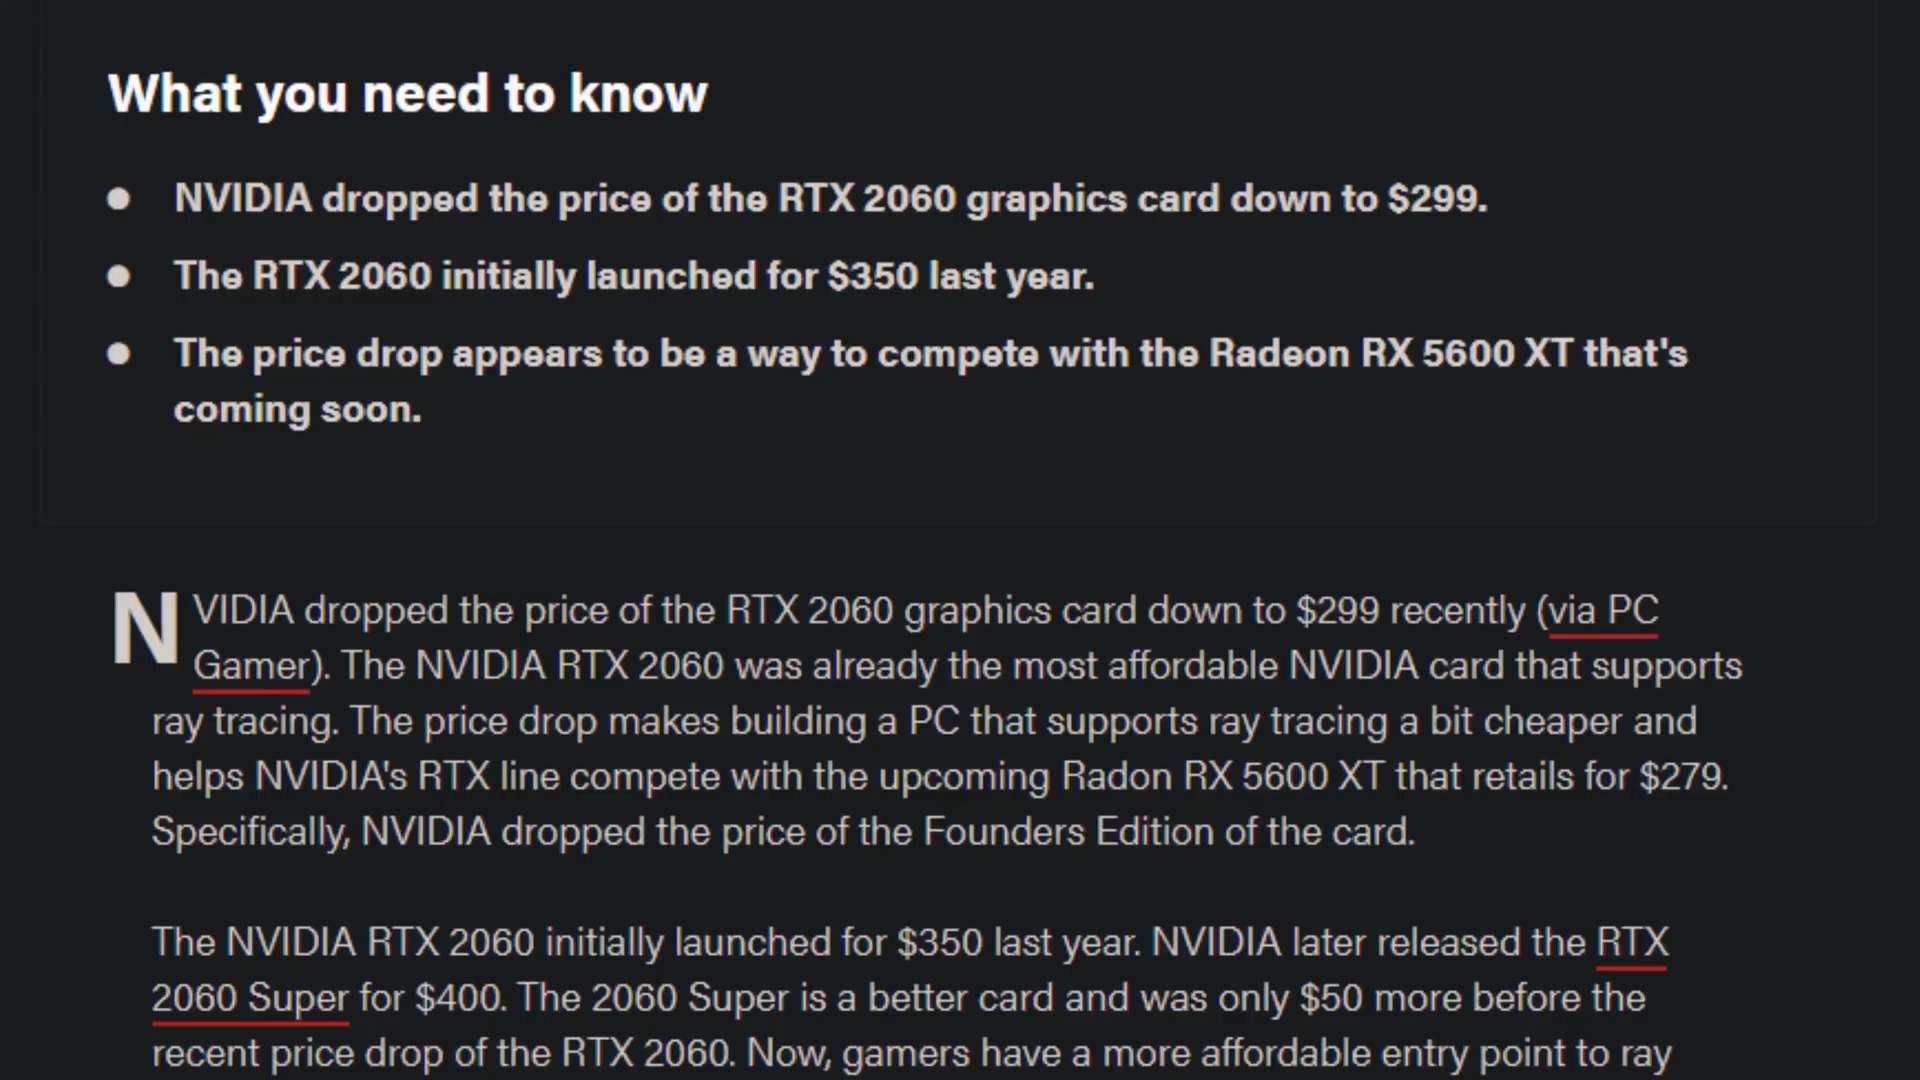 What you need to know
● NVIDIA dropped the price of the RTX 2060 graphics card down to $299.
● The RTX 2060 initially launched for $350 last year.
● The price drop appears to be a way to compete with the Radeon RX 5600 XT that's
coming soon.
NVIDIA dropped the price of the RTX 2060 graphics card down to $299 recently (via PC
Gamer). The NVIDIA RTX 2060 was already the most affordable NVIDIA card that supports
ray tracing. The price drop makes building a PC that supports ray tracing a bit cheaper and
helps NVIDIA's RTX line compete with the upcoming Radon RX 5600 XT that retails for $279.
Specifically, NVIDIA dropped the price of the Founders Edition of the card.
The NVIDIA RTX 2060 initially launched for $350 last year. NVIDIA later released the RTX
2060 Super for $400. The 2060 Super is a better card and was only $50 more before the
recent price drop of the RTX 2060. Now, gamers have a more affordable entry point to ray